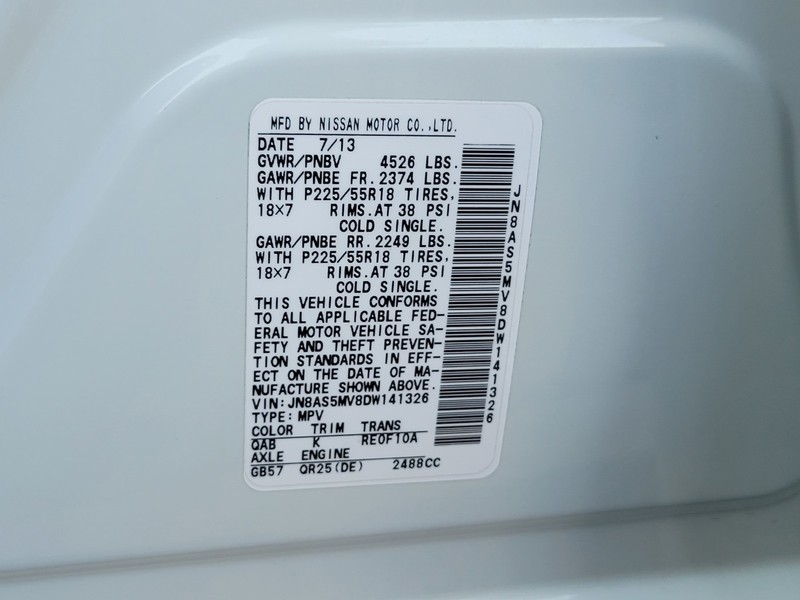 MFD BY NISSAN MOTOR CO.,LTD.
DATE 7/13
GVWR/PNBV 4526 LBS.
GAWR/PNBE FR. 2374 LBS.
WITH P225/55R18 TIRES,
18×7 RIMS. AT 38 PSI
COLD SINGLE.
GAWR/PNBE RR. 2249 LBS.
WITH P225/55R18 TIRES,
18×7 RIMS. AT 38 PSI
COLD SINGLE.
THIS VEHICLE CONFORMS
TO ALL APPLICABLE FED-
ERAL MOTOR VEHICLE SA-
FETY AND THEFT PREVEN-
TION STANDARDS IN EFF-
ECT ON THE DATE OF MA-
NUFACTURE SHOWN ABOVE.
VIN: JN8AS5MV8DW141326
TYPE: MPV
COLOR TRIM TRANS
QAB K RE0F10A
AXLE ENGINE
GB57 QR25(DE) 2488CC
JN8AS5MV8DW141326